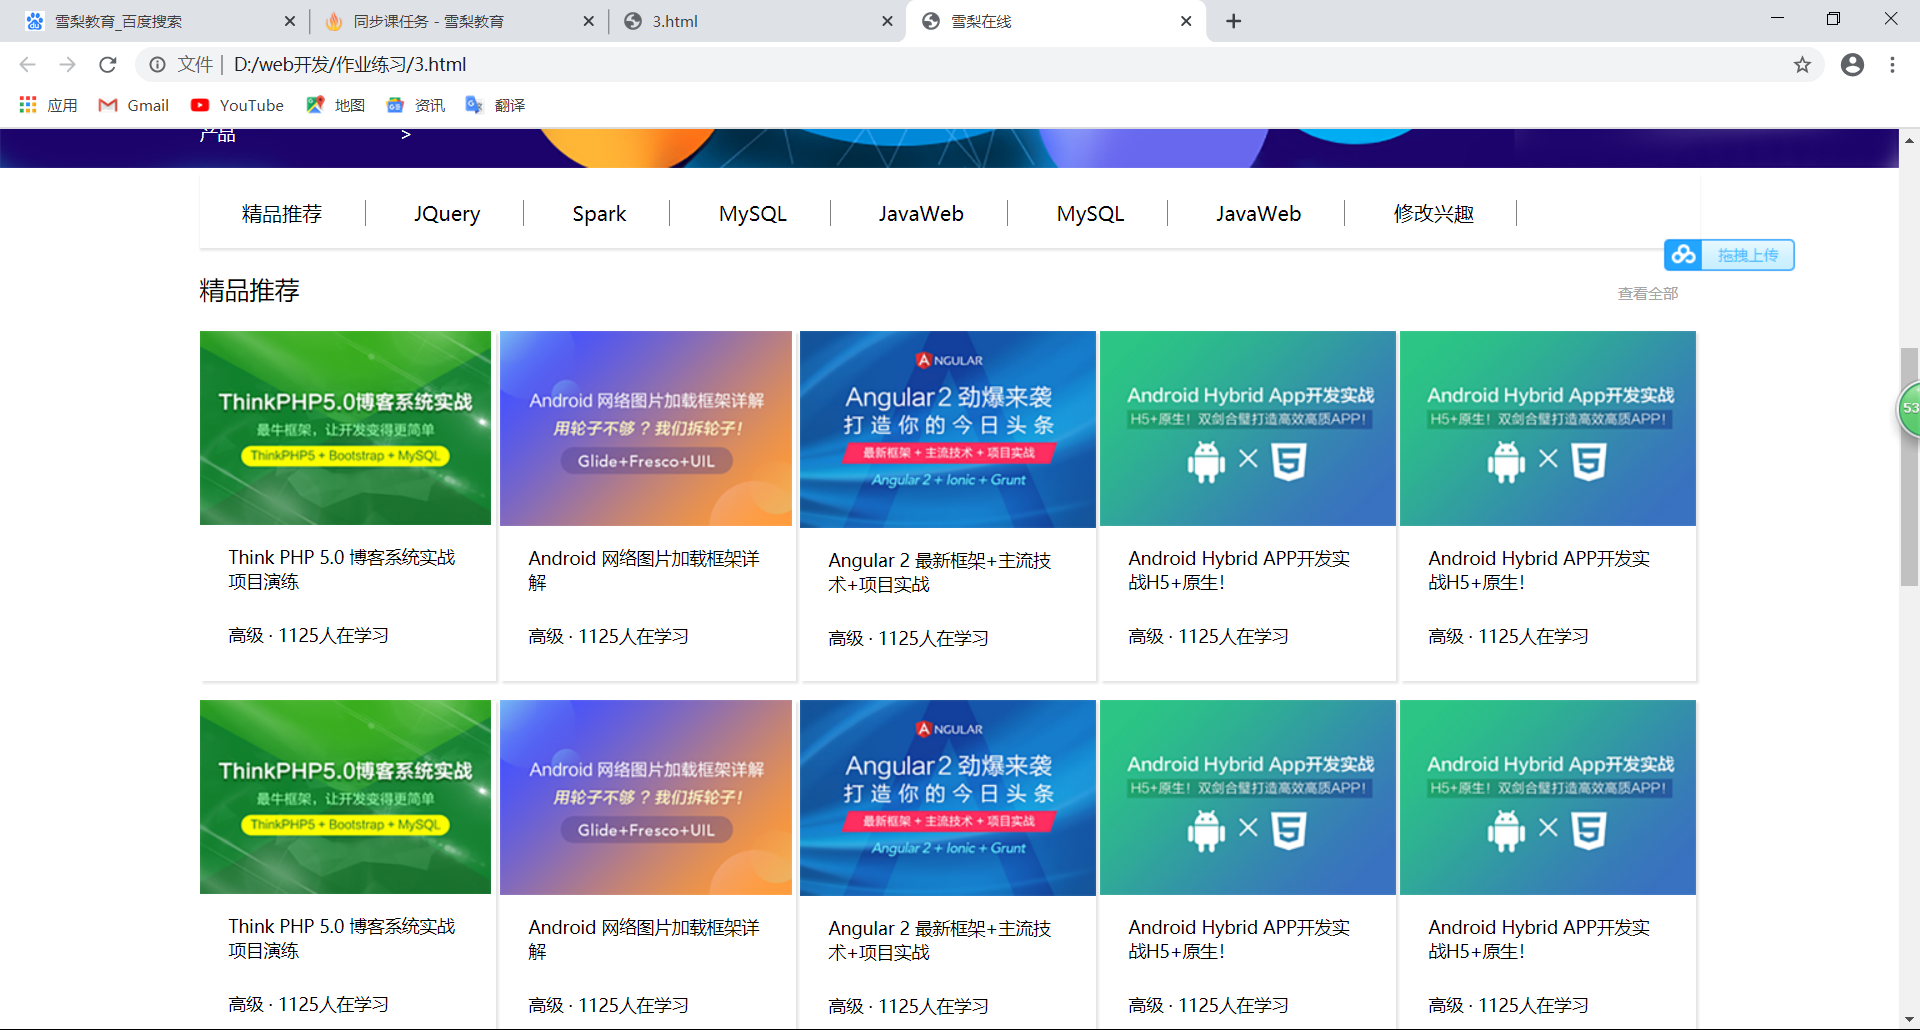 雪梨教育_百度搜索
同步课任务 - 雪梨教育
3.html
雪梨在线
文件 | D:/web开发/作业练习/3.html
应用
Gmail
YouTube
地图
资讯
翻译
产品 >
精品推荐
JQuery
Spark
MySQL
JavaWeb
MySQL
JavaWeb
修改兴趣
拖拽上传
精品推荐
查看全部
53
ThinkPHP5.0博客系统实战
最牛框架，让开发变得更简单
ThinkPHP5 + Bootstrap + MySQL
Think PHP 5.0 博客系统实战
项目演练
高级 · 1125人在学习
Android 网络图片加载框架详解
用轮子不够？我们拆轮子！
Glide+Fresco+UIL
Android 网络图片加载框架详
解
高级 · 1125人在学习
ANGULAR
Angular 2 劲爆来袭
打造你的今日头条
最新框架 + 主流技术 + 项目实战
Angular 2 + Ionic + Grunt
Angular 2 最新框架+主流技
术+项目实战
高级 · 1125人在学习
Android Hybrid App开发实战
H5+原生！双剑合璧打造高效高质APP！
Android Hybrid APP开发实
战H5+原生！
高级 · 1125人在学习
Android Hybrid App开发实战
H5+原生！双剑合璧打造高效高质APP！
Android Hybrid APP开发实
战H5+原生！
高级 · 1125人在学习
ThinkPHP5.0博客系统实战
最牛框架，让开发变得更简单
ThinkPHP5 + Bootstrap + MySQL
Think PHP 5.0 博客系统实战
项目演练
高级 · 1125人在学习
Android 网络图片加载框架详解
用轮子不够？我们拆轮子！
Glide+Fresco+UIL
Android 网络图片加载框架详
解
高级 · 1125人在学习
ANGULAR
Angular 2 劲爆来袭
打造你的今日头条
最新框架 + 主流技术 + 项目实战
Angular 2 + Ionic + Grunt
Angular 2 最新框架+主流技
术+项目实战
高级 · 1125人在学习
Android Hybrid App开发实战
H5+原生！双剑合璧打造高效高质APP！
Android Hybrid APP开发实
战H5+原生！
高级 · 1125人在学习
Android Hybrid App开发实战
H5+原生！双剑合璧打造高效高质APP！
Android Hybrid APP开发实
战H5+原生！
高级 · 1125人在学习